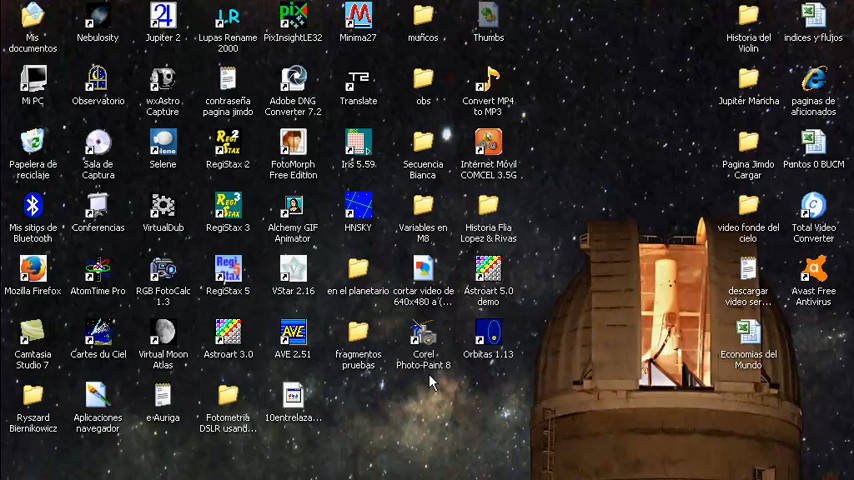 Mis
documentos
Nebulosity
Jupiter 2
Lupas Rename
2000
PixInsightLE32
Minima27
muñcos
Thumbs
Historia del
Violin
indices y flujos
Mi PC
Observatorio
wxAstro
Capture
contraseña
pagina jimdo
Adobe DNG
Converter 7.2
Translate
obs
Convert MP4
to MP3
Jupiter Mancha
paginas de
aficionados
Papelera de
reciclaje
Sala de
Captura
Selene
RegiStax 2
FotoMorph
Free Edition
Iris 5.59
Secuencia
Bianca
Internet Móvil
COMCEL 3.5G
Pagina Jimdo
Cargar
Puntos 0 BUCM
Mis sitios de
Bluetooth
Conferencias
VirtualDub
RegiStax 3
Alchemy GIF
Animator
HNSKY
Variables en
M8
Historia Flia
Lopez & Rivas
video fonde del
cielo
Total Video
Converter
Mozilla Firefox
AtomTime Pro
RGB FotoCalc
1.3
RegiStax 5
VStar 2.16
en el planetario
cortar video de
640x480 a (...
Astroart 5.0
demo
descargar
video ser...
Avast Free
Antivirus
Camtasia
Studio 7
Cartes du Ciel
Virtual Moon
Atlas
Astroart 3.0
AVE 2.51
fragmentos
pruebas
Corel
Photo-Paint 8
Orbitas 1.13
Economias del
Mundo
Ryszard
Biernikowicz
Aplicaciones
navegador
e-Auriga
Fotometria
DSLR usand...
10entrelaza...